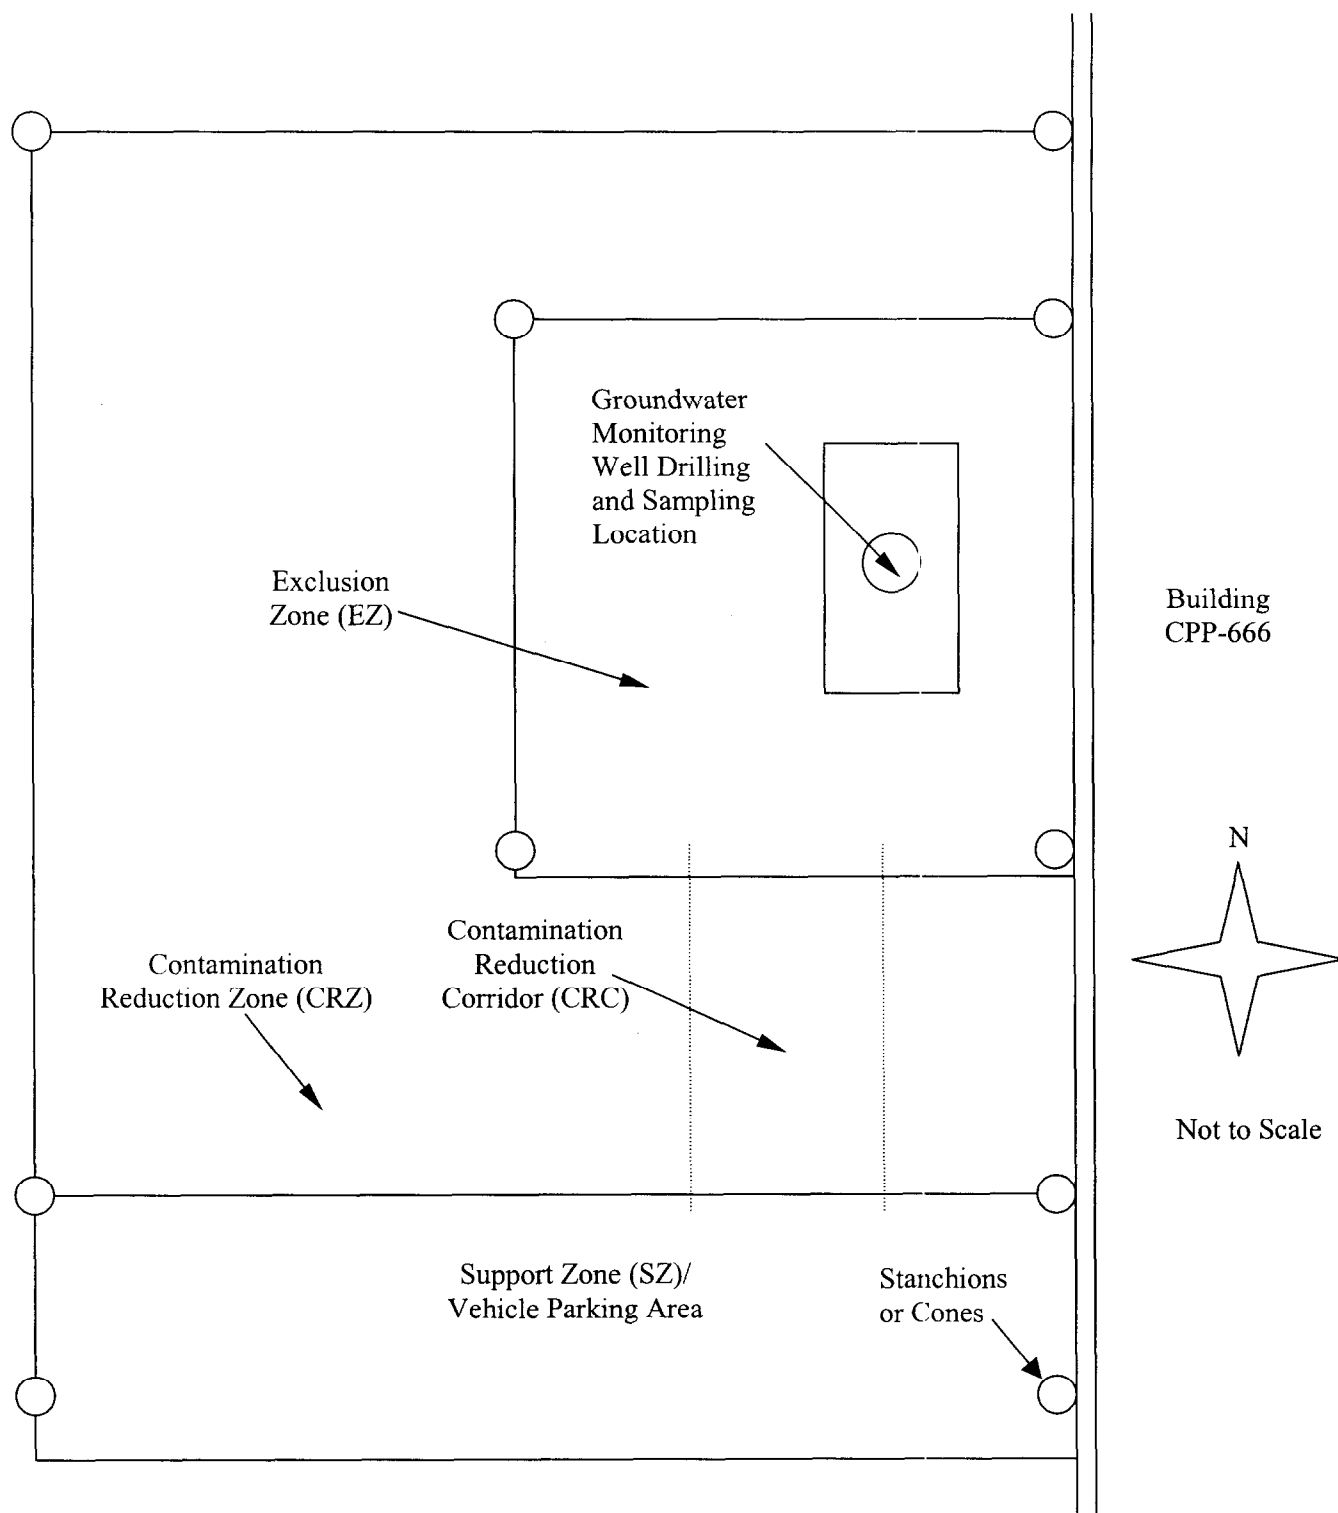 Groundwater
Monitoring
Well Drilling
and Sampling
Location
Exclusion
Zone (EZ)
Building
CPP-666
N
Contamination
Reduction
Corridor (CRC)
Contamination
Reduction Zone (CRZ)
Not to Scale
Support Zone (SZ)/
Vehicle Parking Area
Stanchions
or Cones